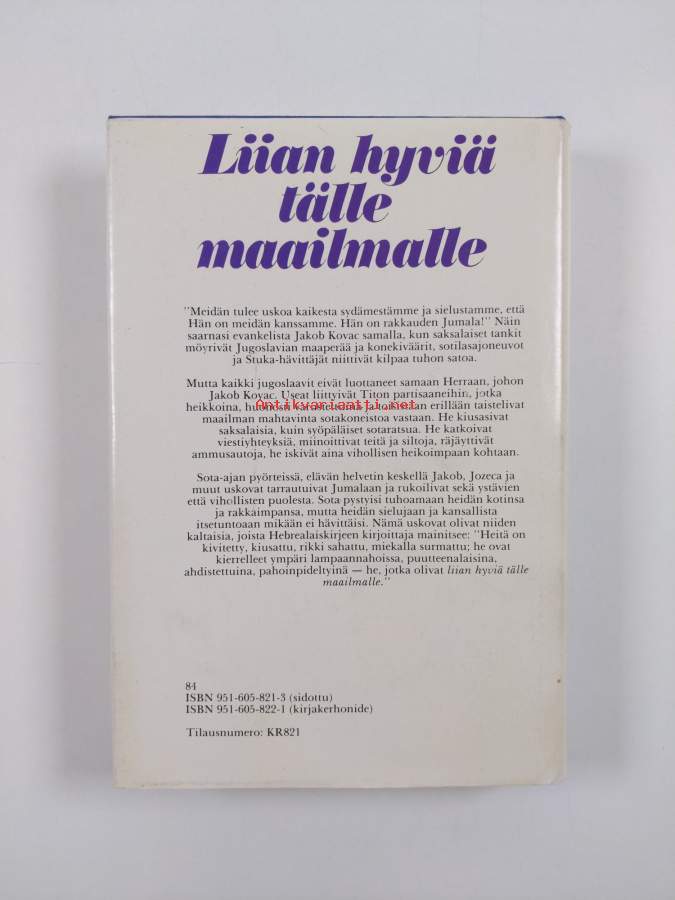 Liian hyviä
tälle
maailmalle
"Meidän tulee uskoa kaikesta sydämestämme ja sielustamme, että
Hän on meidän kanssamme. Hän on rakkauden Jumala!" Näin
saarnasi evankelista Jakob Kovac samalla, kun saksalaiset tankit
möyrivät Jugoslavian maaperää ja konekiväärit, sotilasajoneuvot
ja Stuka-hävittäjät niittivät kilpaa tuhon satoa.
Mutta kaikki jugoslaavit eivät luottaneet samaan Herraan, johon
Jakob Kovac. Useat liittyivät Titon partisaaneihin, jotka
Antikvariaatti.net
heikkoina, huonosti ja erillään taistelivat
maailman mahtavinta sotakoneistoa vastaan. He kiusasivat
saksalaisia, kuin syöpäläiset sotaratsua. He katkoivat
viestiyhteyksiä, miinoittivat teitä ja siltoja, räjäyttivät
ammusautoja, he iskivät aina vihollisen heikoimpaan kohtaan.
Sota-ajan pyörteissä, elävän helvetin keskellä Jakob, Jozeca ja
muut uskovat tarrautuivat Jumalaan ja rukoilivat sekä ystävien
että vihollisten puolesta. Sota pystyisi tuhoamaan heidän kotinsa
ja rakkaimpansa, mutta heidän sielujaan ja kansallista
itsetuntoaan mikään ei hävittäisi. Nämä uskovat olivat niiden
kaltaisia, joista Hebrealaiskirjeen kirjoittaja mainitsee: "Heitä on
kivitetty, kiusattu, rikki sahattu, miekalla surmattu; he ovat
kierrelleet ympäri lampaannahoissa, puutteenalaisina,
ahdistettuina, pahoinpideltyinä — he, jotka olivat liian hyviä tälle
maailmalle."
84
ISBN 951-605-821-3 (sidottu)
ISBN 951-605-822-1 (kirjakerhonide)
Tilausnumero: KR821